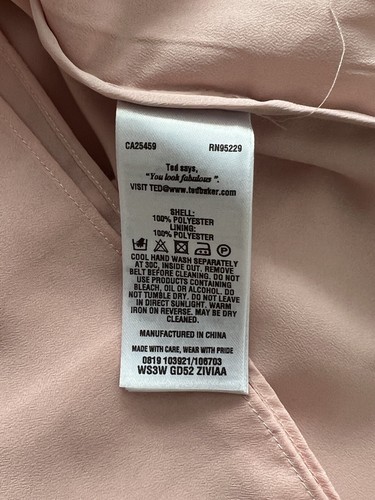 CA25459 RN95229
Ted says,
"You look fabulous".
VISIT TED@www.tedbaker.com
SHELL:
100% POLYESTER
LINING:
100% POLYESTER
P
COOL HAND WASH SEPARATELY
AT 30C, INSIDE OUT. REMOVE
BELT BEFORE CLEANING. DO NOT
USE PRODUCTS CONTAINING
BLEACH, OIL OR ALCOHOL. DO
NOT TUMBLE DRY. DO NOT LEAVE
IN DIRECT SUNLIGHT. WARM
IRON ON REVERSE. MAY BE DRY
CLEANED.
MANUFACTURED IN CHINA
MADE WITH CARE, WEAR WITH PRIDE
0819 103921/106703
WS3W GD52 ZIVIAA